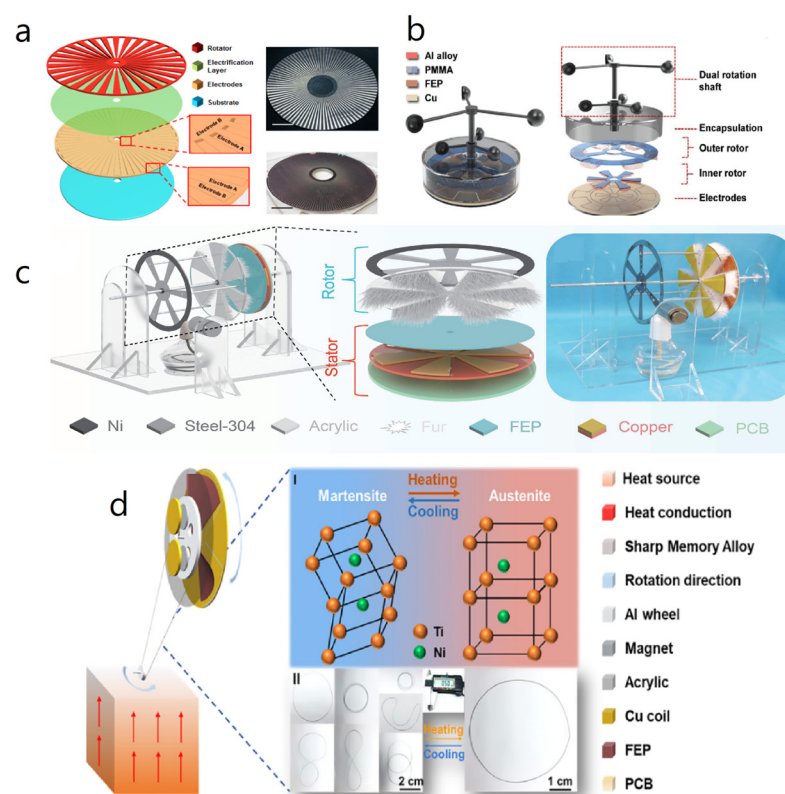 a
Rotator
Electrification
Layer
Electrodes
Substrate
Electrode B
Electrode A
Electrode A
Electrode B
b
Al alloy
PMMA
FEP
Cu
Dual rotation
shaft
Encapsulation
Outer rotor
Inner rotor
Electrodes
c
Rotor
Stator
Ni
Steel-304
Acrylic
Fur
FEP
Copper
PCB
d
I
Heating
Martensite
Austenite
Cooling
Ti
Ni
II
Heating
Cooling
2 cm
1 cm
Heat source
Heat conduction
Sharp Memory Alloy
Rotation direction
Al wheel
Magnet
Acrylic
Cu coil
FEP
PCB